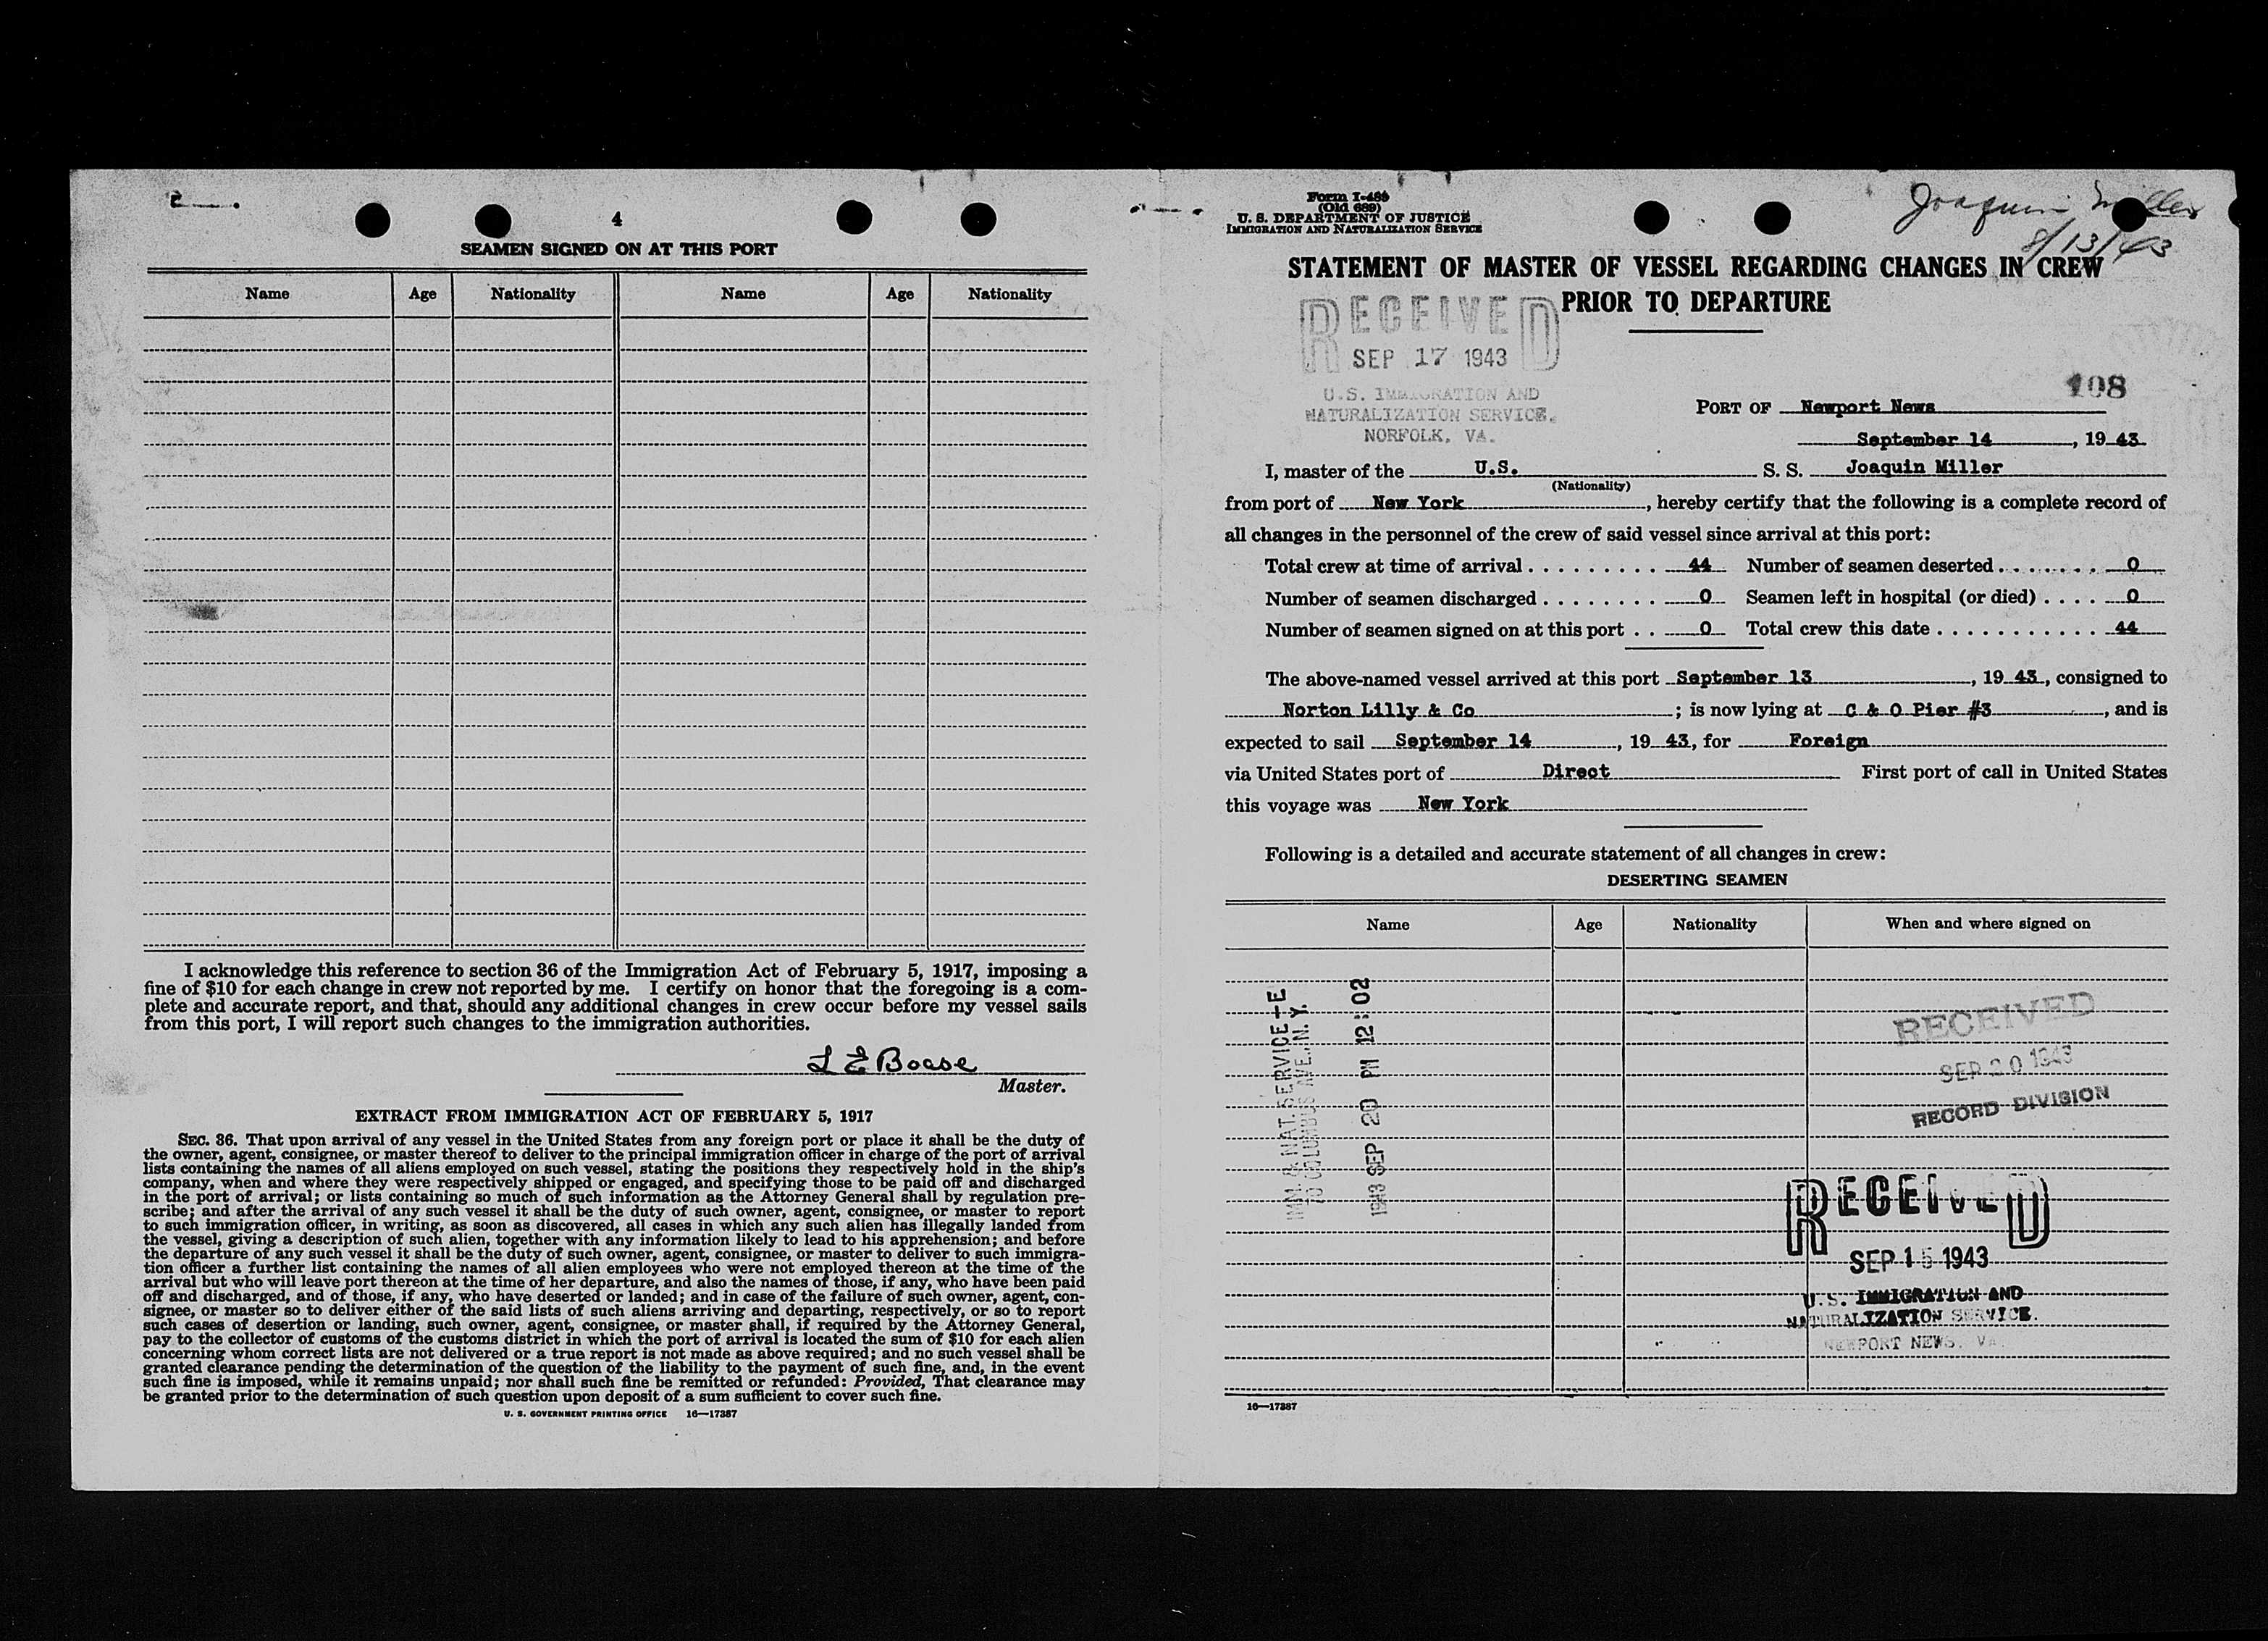 4
SEAMEN SIGNED ON AT THIS PORT
Name Age Nationality Name Age Nationality
I acknowledge this reference to section 36 of the Immigration Act of February 5, 1917, imposing a
fine of $10 for each change in crew not reported by me. I certify on honor that the foregoing is a com-
plete and accurate report, and that, should any additional changes in crew occur before my vessel sails
from this port, I will report such changes to the immigration authorities.
L E Boese
Master.
EXTRACT FROM IMMIGRATION ACT OF FEBRUARY 5, 1917
SEC. 36. That upon arrival of any vessel in the United States from any foreign port or place it shall be the duty of
the owner, agent, consignee, or master thereof to deliver to the principal immigration officer in charge of the port of arrival
lists containing the names of all aliens employed on such vessel, stating the positions they respectively hold in the ship's
company, when and where they were respectively shipped or engaged, and specifying those to be paid off and discharged
in the port of arrival; or lists containing so much of such information as the Attorney General shall by regulation pre-
scribe; and after the arrival of any such vessel it shall be the duty of such owner, agent, consignee, or master to report
to such immigration officer, in writing, as soon as discovered, all cases in which any such alien has illegally landed from
the vessel, giving a description of such alien, together with any information likely to lead to his apprehension; and before
the departure of any such vessel it shall be the duty of such owner, agent, consignee, or master to deliver to such immigra-
tion officer a further list containing the names of all alien employees who were not employed thereon at the time of the
arrival but who will leave port thereon at the time of her departure, and also the names of those, if any, who have been paid
off and discharged, and of those, if any, who have deserted or landed; and in case of the failure of such owner, agent, con-
signee, or master so to deliver either of the said lists of such aliens arriving and departing, respectively, or so to report
such cases of desertion or landing, such owner, agent, consignee, or master shall, if required by the Attorney General,
pay to the collector of customs of the customs district in which the port of arrival is located the sum of $10 for each alien
concerning whom correct lists are not delivered or a true report is not made as above required; and no such vessel shall be
granted clearance pending the determination of the question of the liability to the payment of such fine, and, in the event
such fine is imposed, while it remains unpaid; nor shall such fine be remitted or refunded: Provided, That clearance may
be granted prior to the determination of such question upon deposit of a sum sufficient to cover such fine.
U. S. GOVERNMENT PRINTING OFFICE 16—17387
Form I-489
(Old 689)
U. S. DEPARTMENT OF JUSTICE
IMMIGRATION AND NATURALIZATION SERVICE
Joaquin Miller
8/13/43
STATEMENT OF MASTER OF VESSEL REGARDING CHANGES IN CREW
PRIOR TO DEPARTURE
RECEIVED
SEP 17 1943
U.S. IMMIGRATION AND
NATURALIZATION SERVICE.
NORFOLK, VA.
108
PORT OF Newport News
September 14, 19 43
I, master of the U.S. S. S. Joaquin Miller
(Nationality)
from port of New York, hereby certify that the following is a complete record of
all changes in the personnel of the crew of said vessel since arrival at this port:
Total crew at time of arrival 44 Number of seamen deserted 0
Number of seamen discharged 0 Seamen left in hospital (or died) 0
Number of seamen signed on at this port 0 Total crew this date 44
The above-named vessel arrived at this port September 13, 19 43, consigned to
Norton Lilly & Co; is now lying at C & O Pier #3, and is
expected to sail September 14, 19 43, for Foreign
via United States port of Direct First port of call in United States
this voyage was New York
Following is a detailed and accurate statement of all changes in crew:
DESERTING SEAMEN
Name Age Nationality When and where signed on
IMM. & NAT. SERVICE-E
70 COLUMBUS AVE., N. Y.
1943 SEP 20 PM 12:02
RECEIVED
SEP 20 1943
RECORD DIVISION
RECEIVED
SEP 15 1943
U.S. IMMIGRATION AND
NATURALIZATION SERVICE.
NEWPORT NEWS, VA.
16—17387